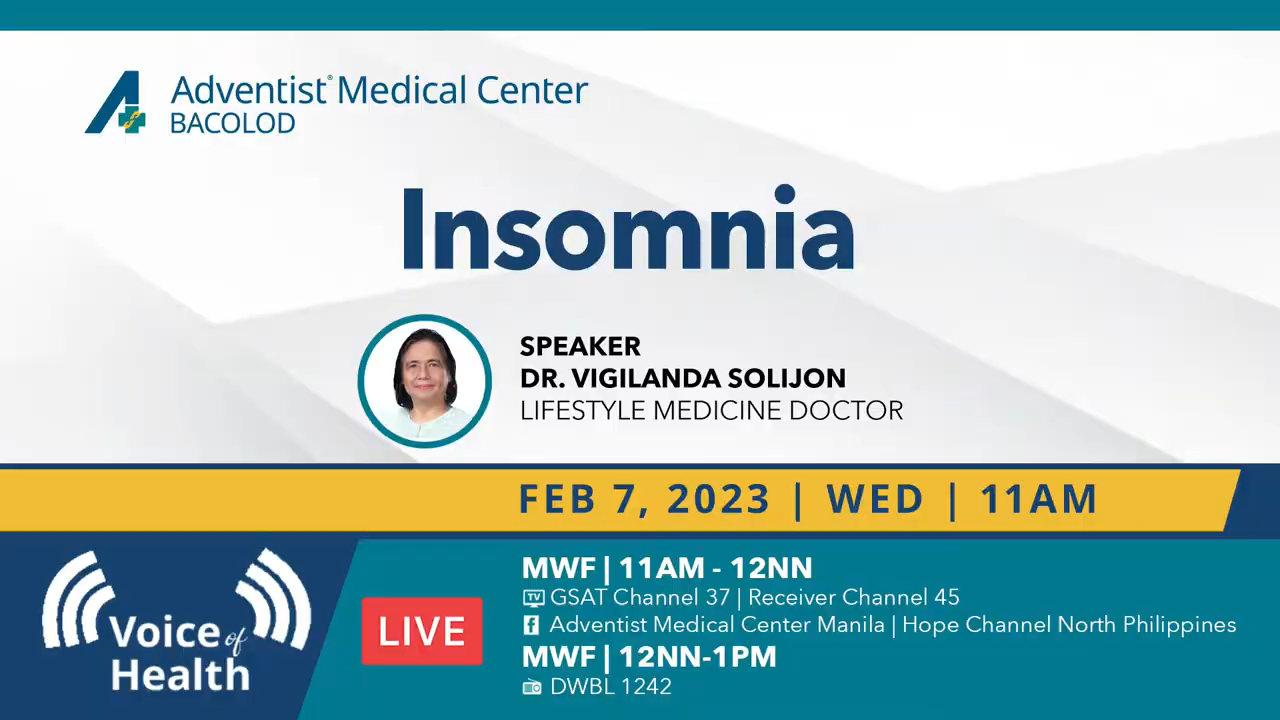 Adventist® Medical Center
BACOLOD
Insomnia
SPEAKER
DR. VIGILANDA SOLIJON
LIFESTYLE MEDICINE DOCTOR
FEB 7, 2023 | WED | 11AM
Voice of
Health
LIVE
MWF | 11AM - 12NN
TV GSAT Channel 37 | Receiver Channel 45
f Adventist Medical Center Manila | Hope Channel North Philippines
MWF | 12NN-1PM
DWBL 1242